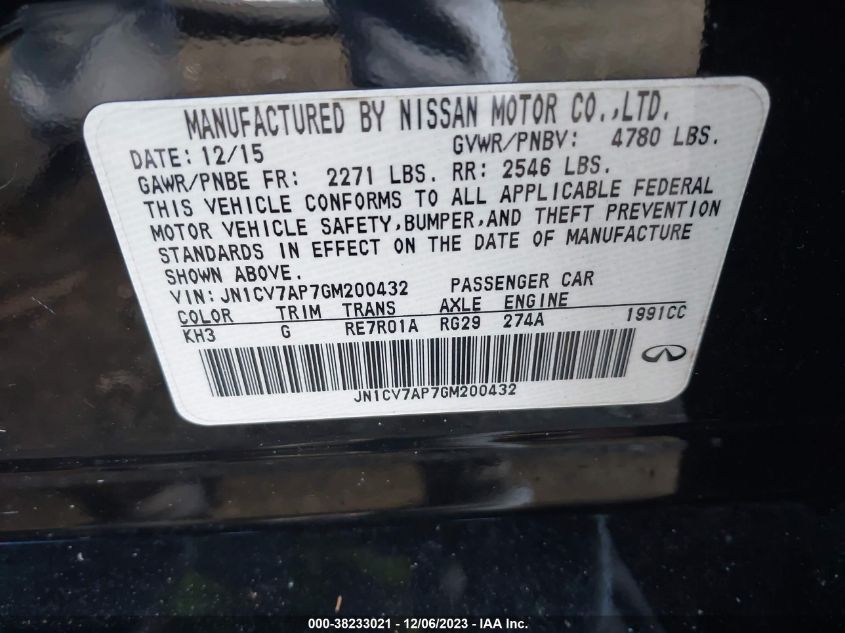 MANUFACTURED BY NISSAN MOTOR CO.,LTD.
DATE: 12/15 GVWR/PNBV: 4780 LBS.
GAWR/PNBE FR: 2271 LBS. RR: 2546 LBS.
THIS VEHICLE CONFORMS TO ALL APPLICABLE FEDERAL
MOTOR VEHICLE SAFETY,BUMPER,AND THEFT PREVENTION
STANDARDS IN EFFECT ON THE DATE OF MANUFACTURE
SHOWN ABOVE.
VIN: JN1CV7AP7GM200432 PASSENGER CAR
COLOR TRIM TRANS AXLE ENGINE
KH3 G RE7R01A RG29 274A 1991CC
JN1CV7AP7GM200432
000-38233021 - 12/06/2023 - IAA Inc.